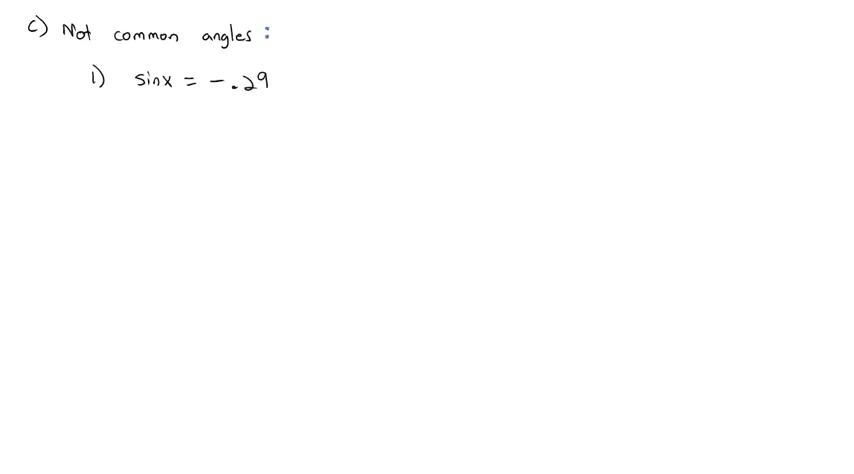 c) Not common angles :
1) sinx = -.29